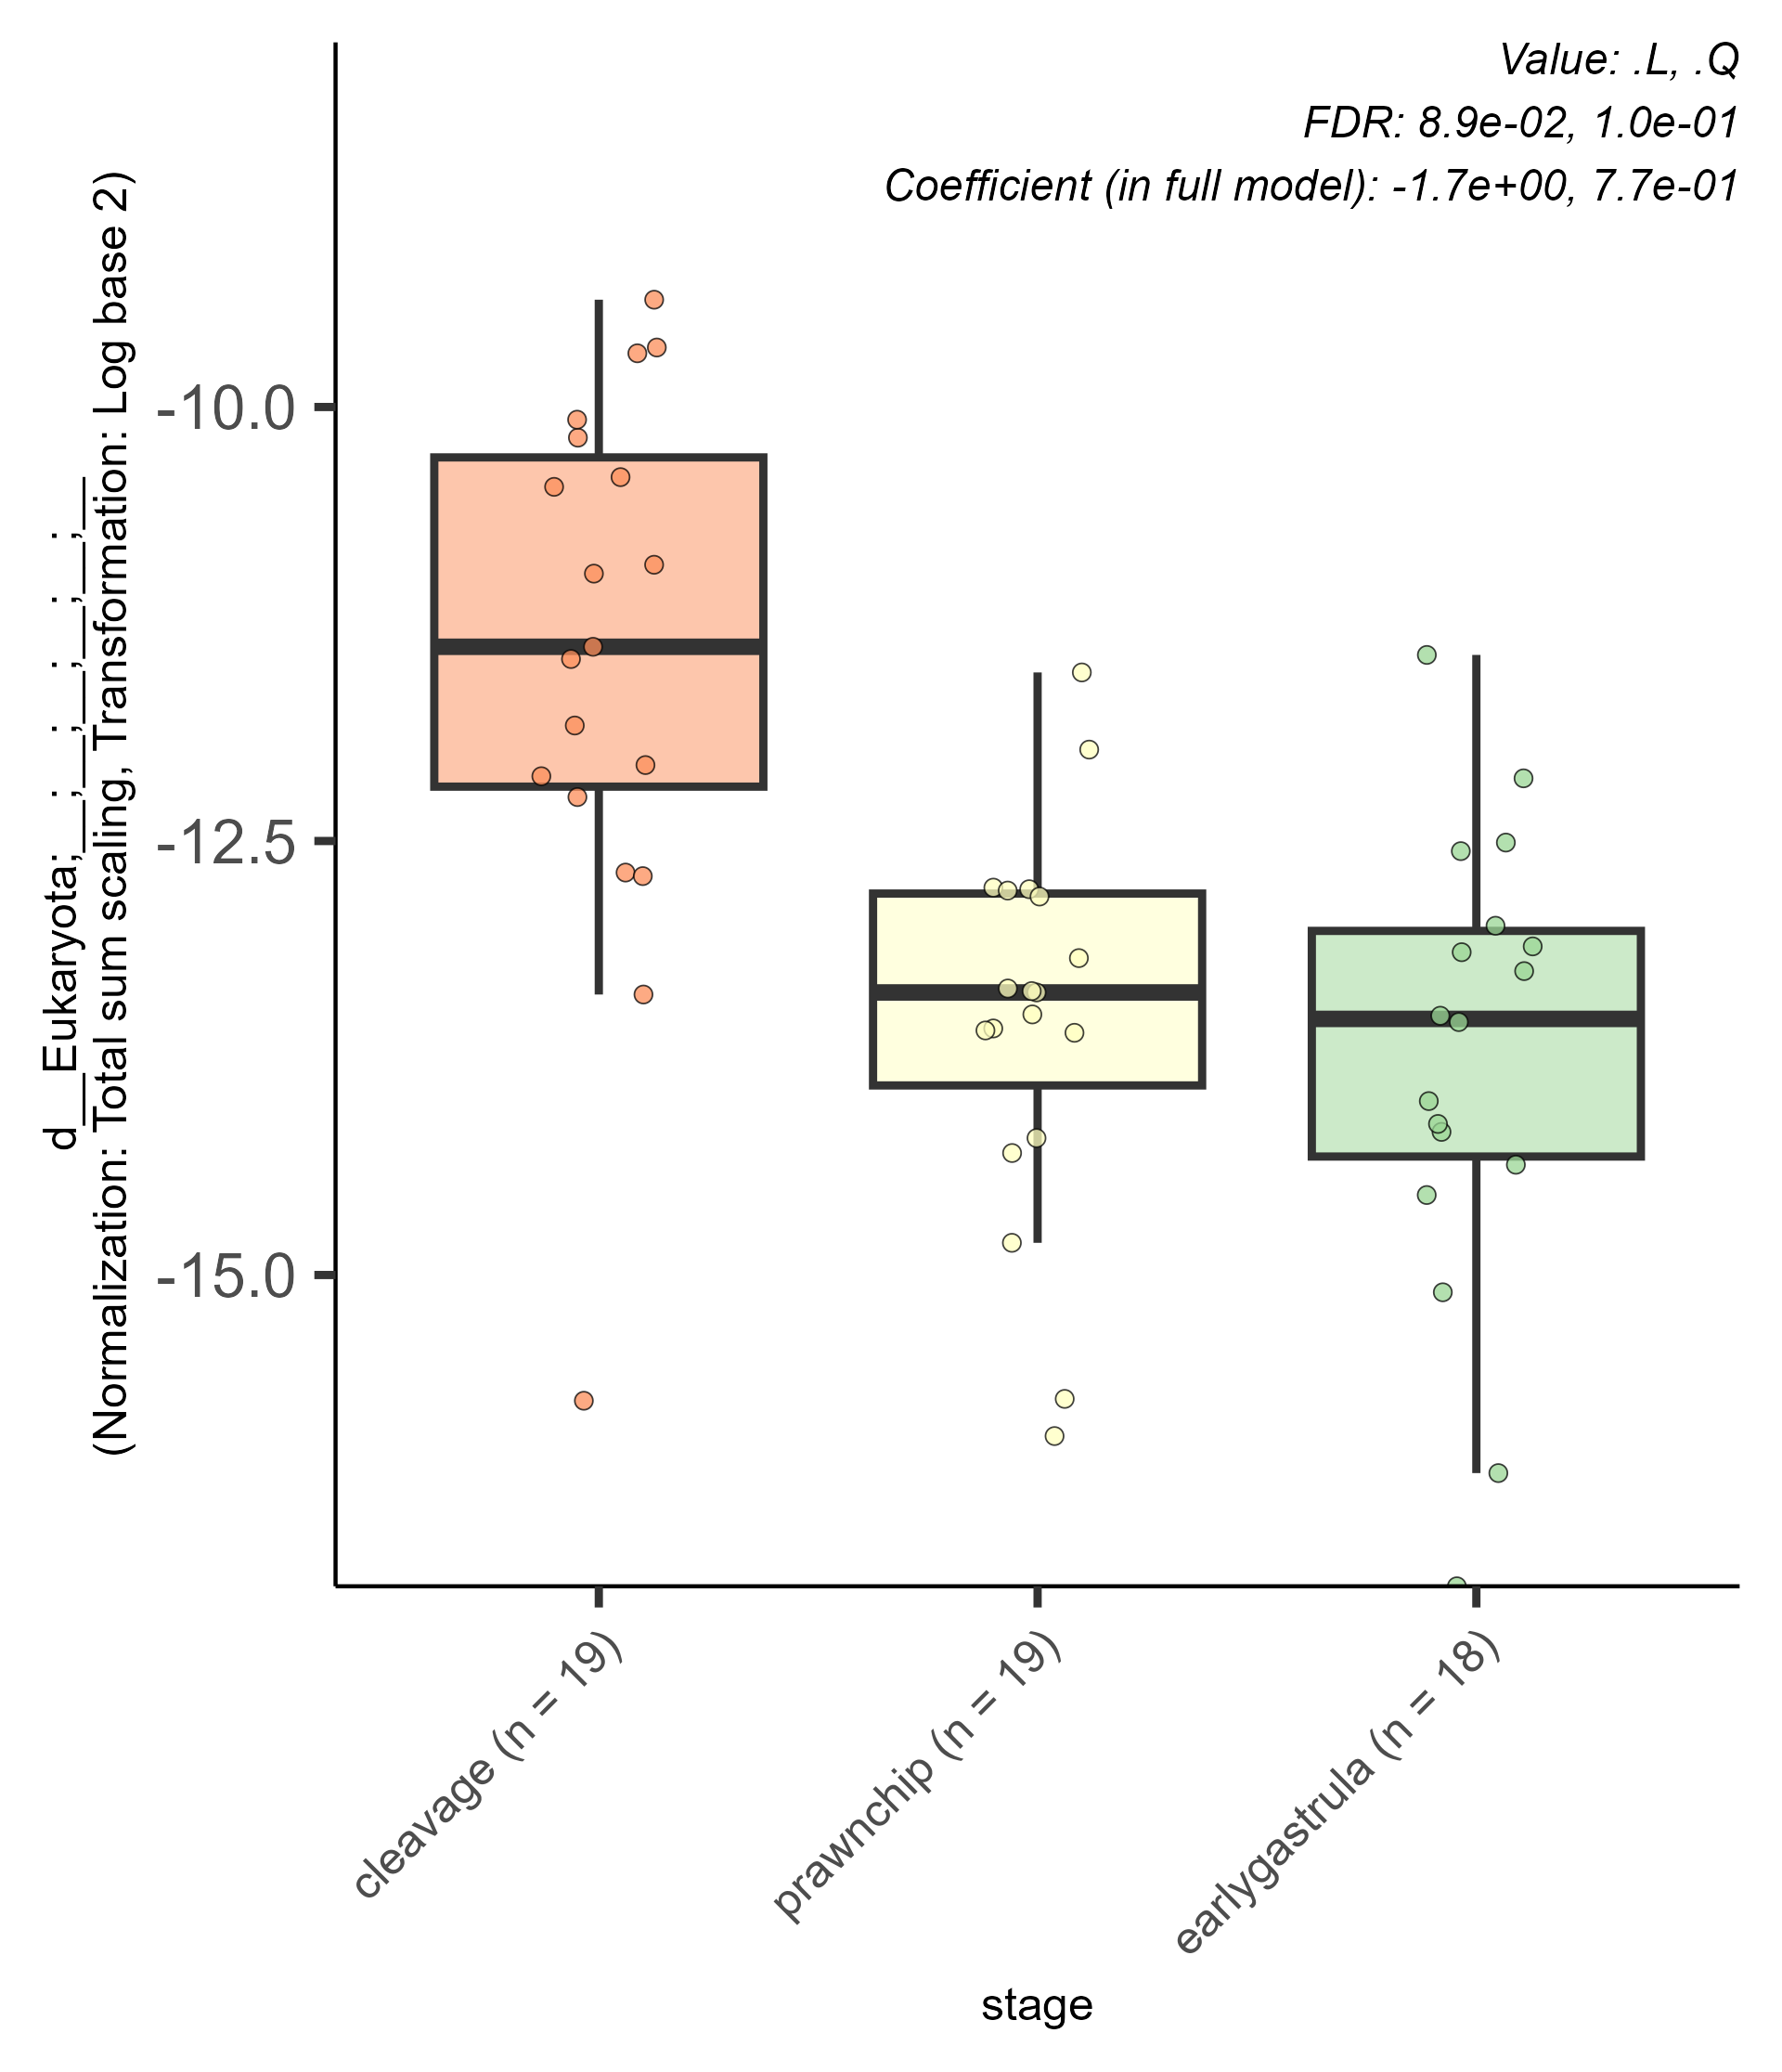 Value: .L, .Q
FDR: 8.9e-02, 1.0e-01
Coefficient (in full model): -1.7e+00, 7.7e-01
d__Eukaryota;__;__;__;__;__;__
(Normalization: Total sum scaling, Transformation: Log base 2)
-10.0
-12.5
-15.0
cleavage (n = 19)
prawnchip (n = 19)
earlygastrula (n = 18)
stage